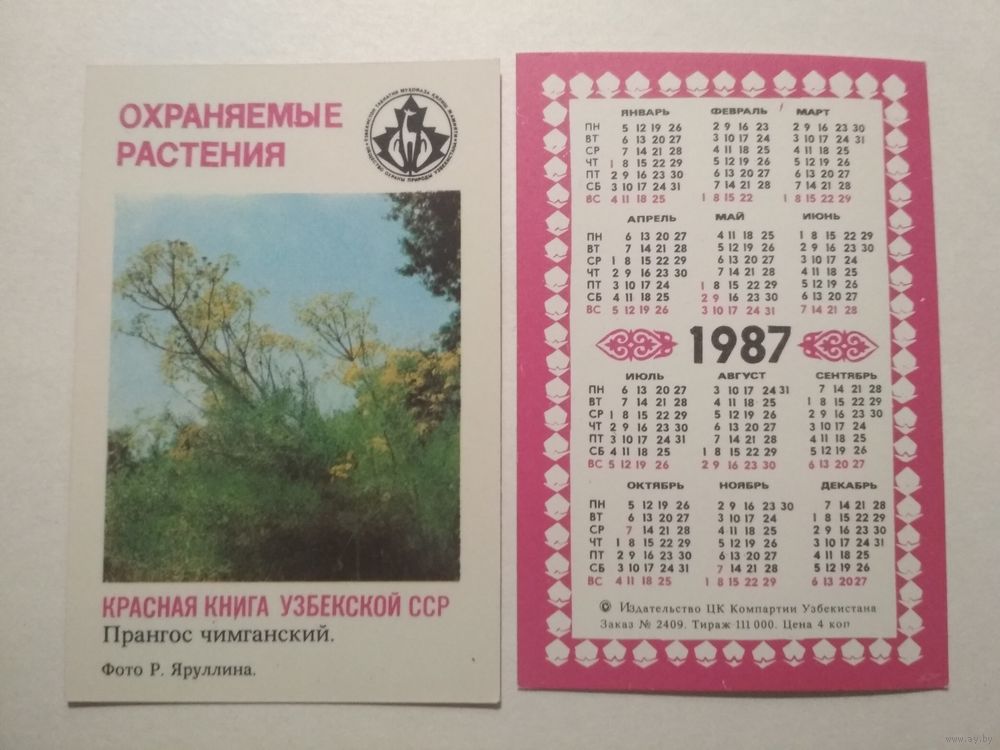 ОХРАНЯЕМЫЕ
РАСТЕНИЯ
КРАСНАЯ КНИГА УЗБЕКСКОЙ ССР
Прангос чимганский.
Фото Р. Яруллина.
ЯНВАРЬ ФЕВРАЛЬ МАРТ
ПН 5 12 19 26 2 9 16 23 2 9 16 23 30
ВТ 6 13 20 27 3 10 17 24 3 10 17 24 31
СР 7 14 21 28 4 11 18 25 4 11 18 25
ЧТ 1 8 15 22 29 5 12 19 26 5 12 19 26
ПТ 2 9 16 23 30 6 13 20 27 6 13 20 27
СБ 3 10 17 24 31 7 14 21 28 7 14 21 28
ВС 4 11 18 25 1 8 15 22 1 8 15 22 29
АПРЕЛЬ МАЙ ИЮНЬ
ПН 6 13 20 27 4 11 18 25 1 8 15 22 29
ВТ 7 14 21 28 5 12 19 26 2 9 16 23 30
СР 1 8 15 22 29 6 13 20 27 3 10 17 24
ЧТ 2 9 16 23 30 7 14 21 28 4 11 18 25
ПТ 3 10 17 24 1 8 15 22 29 5 12 19 26
СБ 4 11 18 25 2 9 16 23 30 6 13 20 27
ВС 5 12 19 26 3 10 17 24 31 7 14 21 28
1987
ИЮЛЬ АВГУСТ СЕНТЯБРЬ
ПН 6 13 20 27 3 10 17 24 31 7 14 21 28
ВТ 7 14 21 28 4 11 18 25 1 8 15 22 29
СР 1 8 15 22 29 5 12 19 26 2 9 16 23 30
ЧТ 2 9 16 23 30 6 13 20 27 3 10 17 24
ПТ 3 10 17 24 31 7 14 21 28 4 11 18 25
СБ 4 11 18 25 1 8 15 22 29 5 12 19 26
ВС 5 12 19 26 2 9 16 23 30 6 13 20 27
ОКТЯБРЬ НОЯБРЬ ДЕКАБРЬ
ПН 5 12 19 26 2 9 16 23 30 7 14 21 28
ВТ 6 13 20 27 3 10 17 24 1 8 15 22 29
СР 7 14 21 28 4 11 18 25 2 9 16 23 30
ЧТ 1 8 15 22 29 5 12 19 26 3 10 17 24 31
ПТ 2 9 16 23 30 6 13 20 27 4 11 18 25
СБ 3 10 17 24 31 7 14 21 28 5 12 19 26
ВС 4 11 18 25 1 8 15 22 29 6 13 20 27
© Издательство ЦК Компартии Узбекистана
Заказ № 2409. Тираж 111 000. Цена 4 коп
www.ay.by